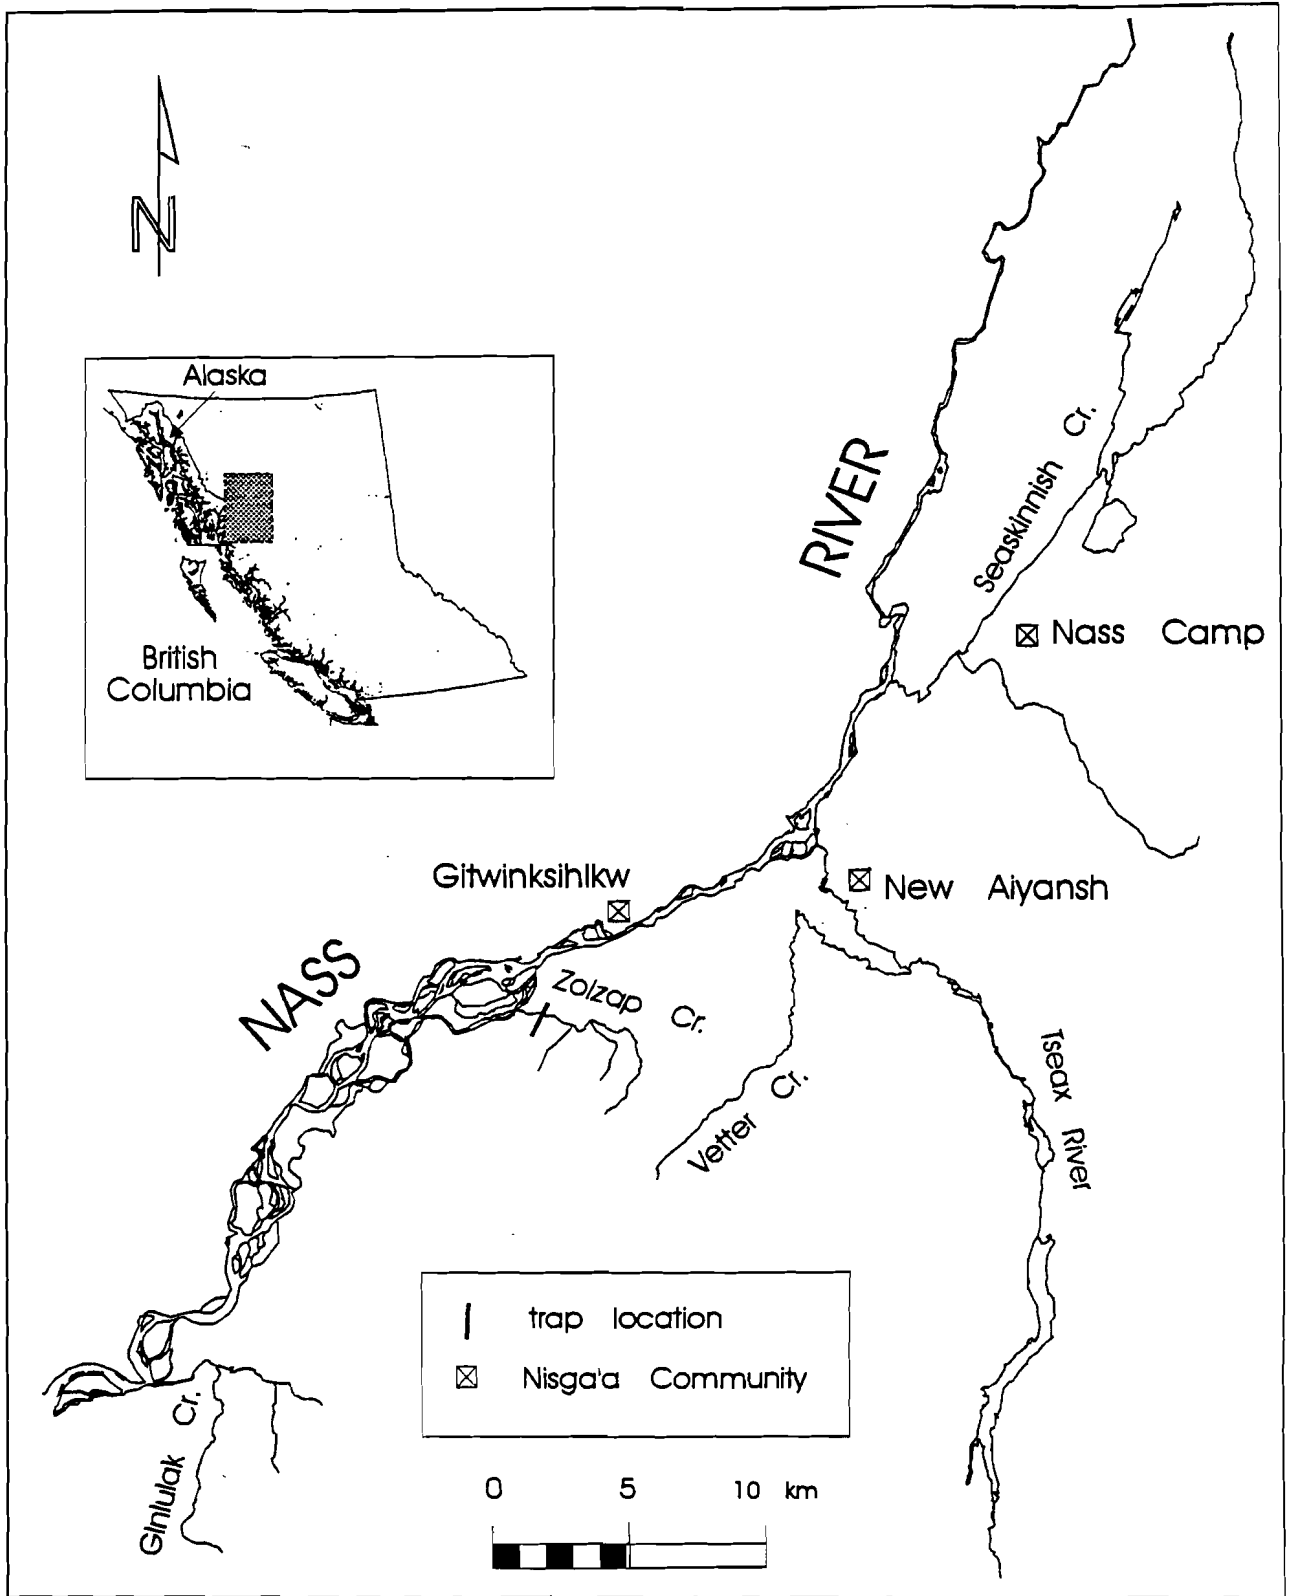 N
Alaska
British
Columbia
RIVER
Seaskinnish Cr.
Nass Camp
Gitwinksihlkw
New Aiyansh
NASS
Zolzap Cr.
Vetter Cr.
Tseax River
trap location
Nisga'a Community
Ginlulak Cr.
0 5 10 km